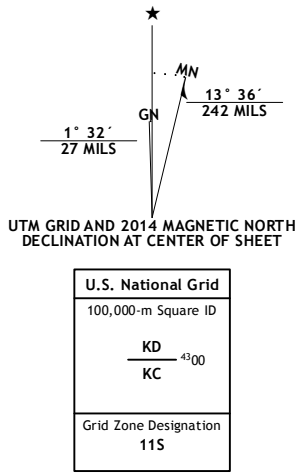 MN
GN
13° 36´
242 MILS
1° 32´
27 MILS
UTM GRID AND 2014 MAGNETIC NORTH
DECLINATION AT CENTER OF SHEET
U.S. National Grid
100,000-m Square ID
KD
4300
KC
Grid Zone Designation
11S